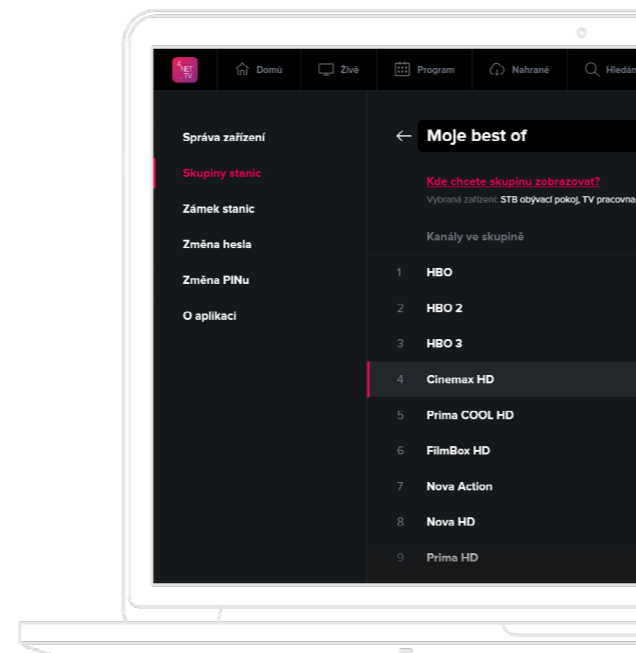 4NET.TV
Domů
Živě
Program
Nahrané
Správa zařízení
Skupiny stanic
Zámek stanic
Změna hesla
Změna PINu
O aplikaci
Moje best of
Kde chcete skupinu zobrazovat?
Vybraná zařízení: STB obývací pokoj, TV pracovna
Kanály ve skupině
1 HBO
2 HBO 2
3 HBO 3
4 Cinemax HD
5 Prima COOL HD
6 FilmBox HD
7 Nova Action
8 Nova HD
9 Prima HD